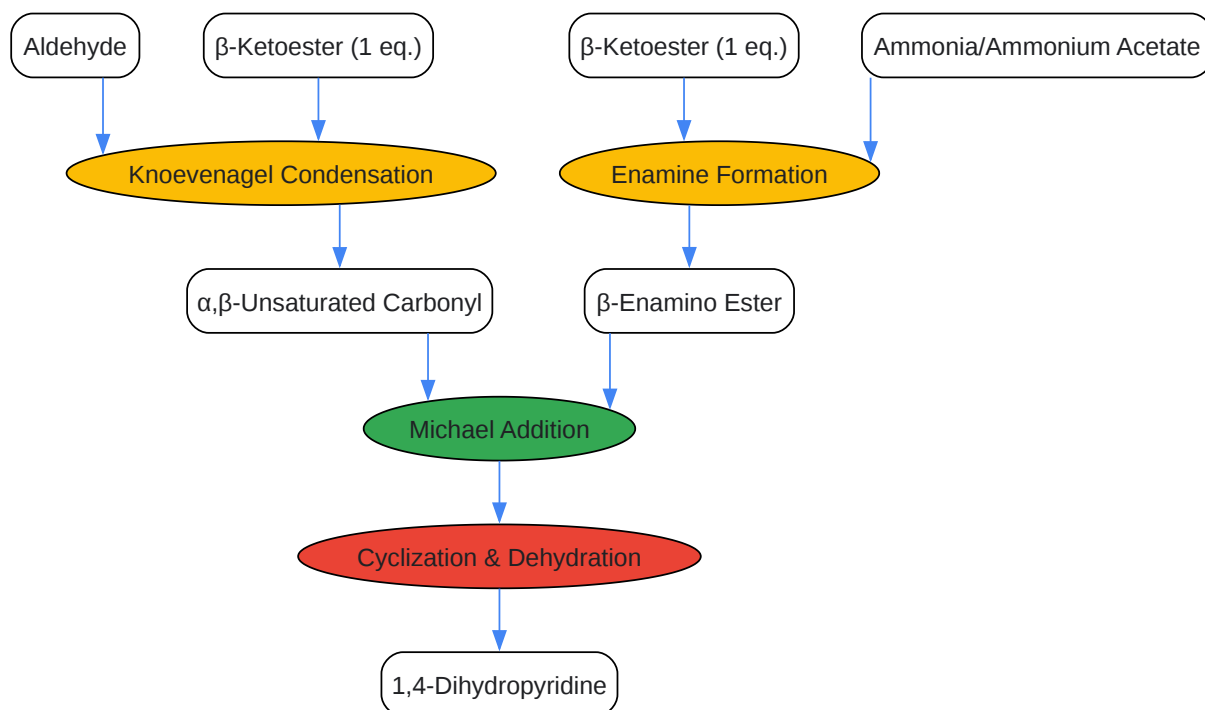 Aldehyde
β-Ketoester (1 eq.)
β-Ketoester (1 eq.)
Ammonia/Ammonium Acetate
Knoevenagel Condensation
Enamine Formation
α,β-Unsaturated Carbonyl
β-Enamino Ester
Michael Addition
Cyclization & Dehydration
1,4-Dihydropyridine